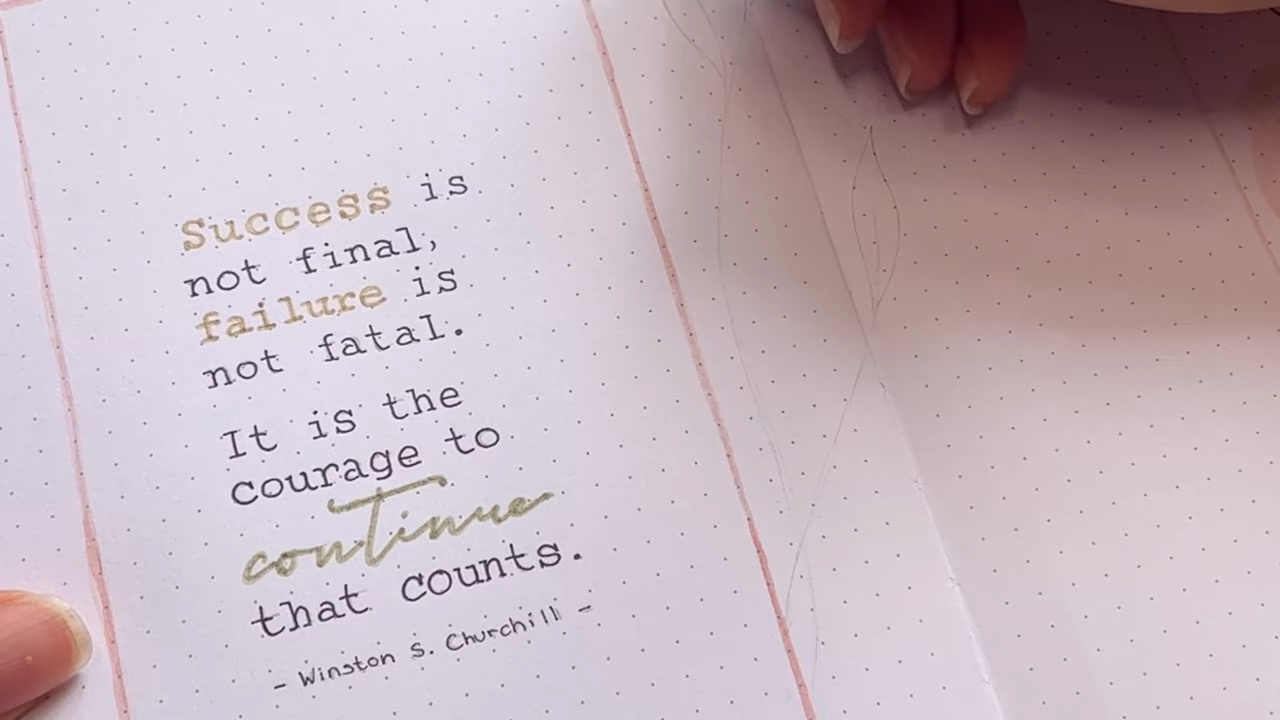 Success is
not final,
failure is
not fatal.
It is the
courage to
continue
that counts.
- Winston S. Churchill -